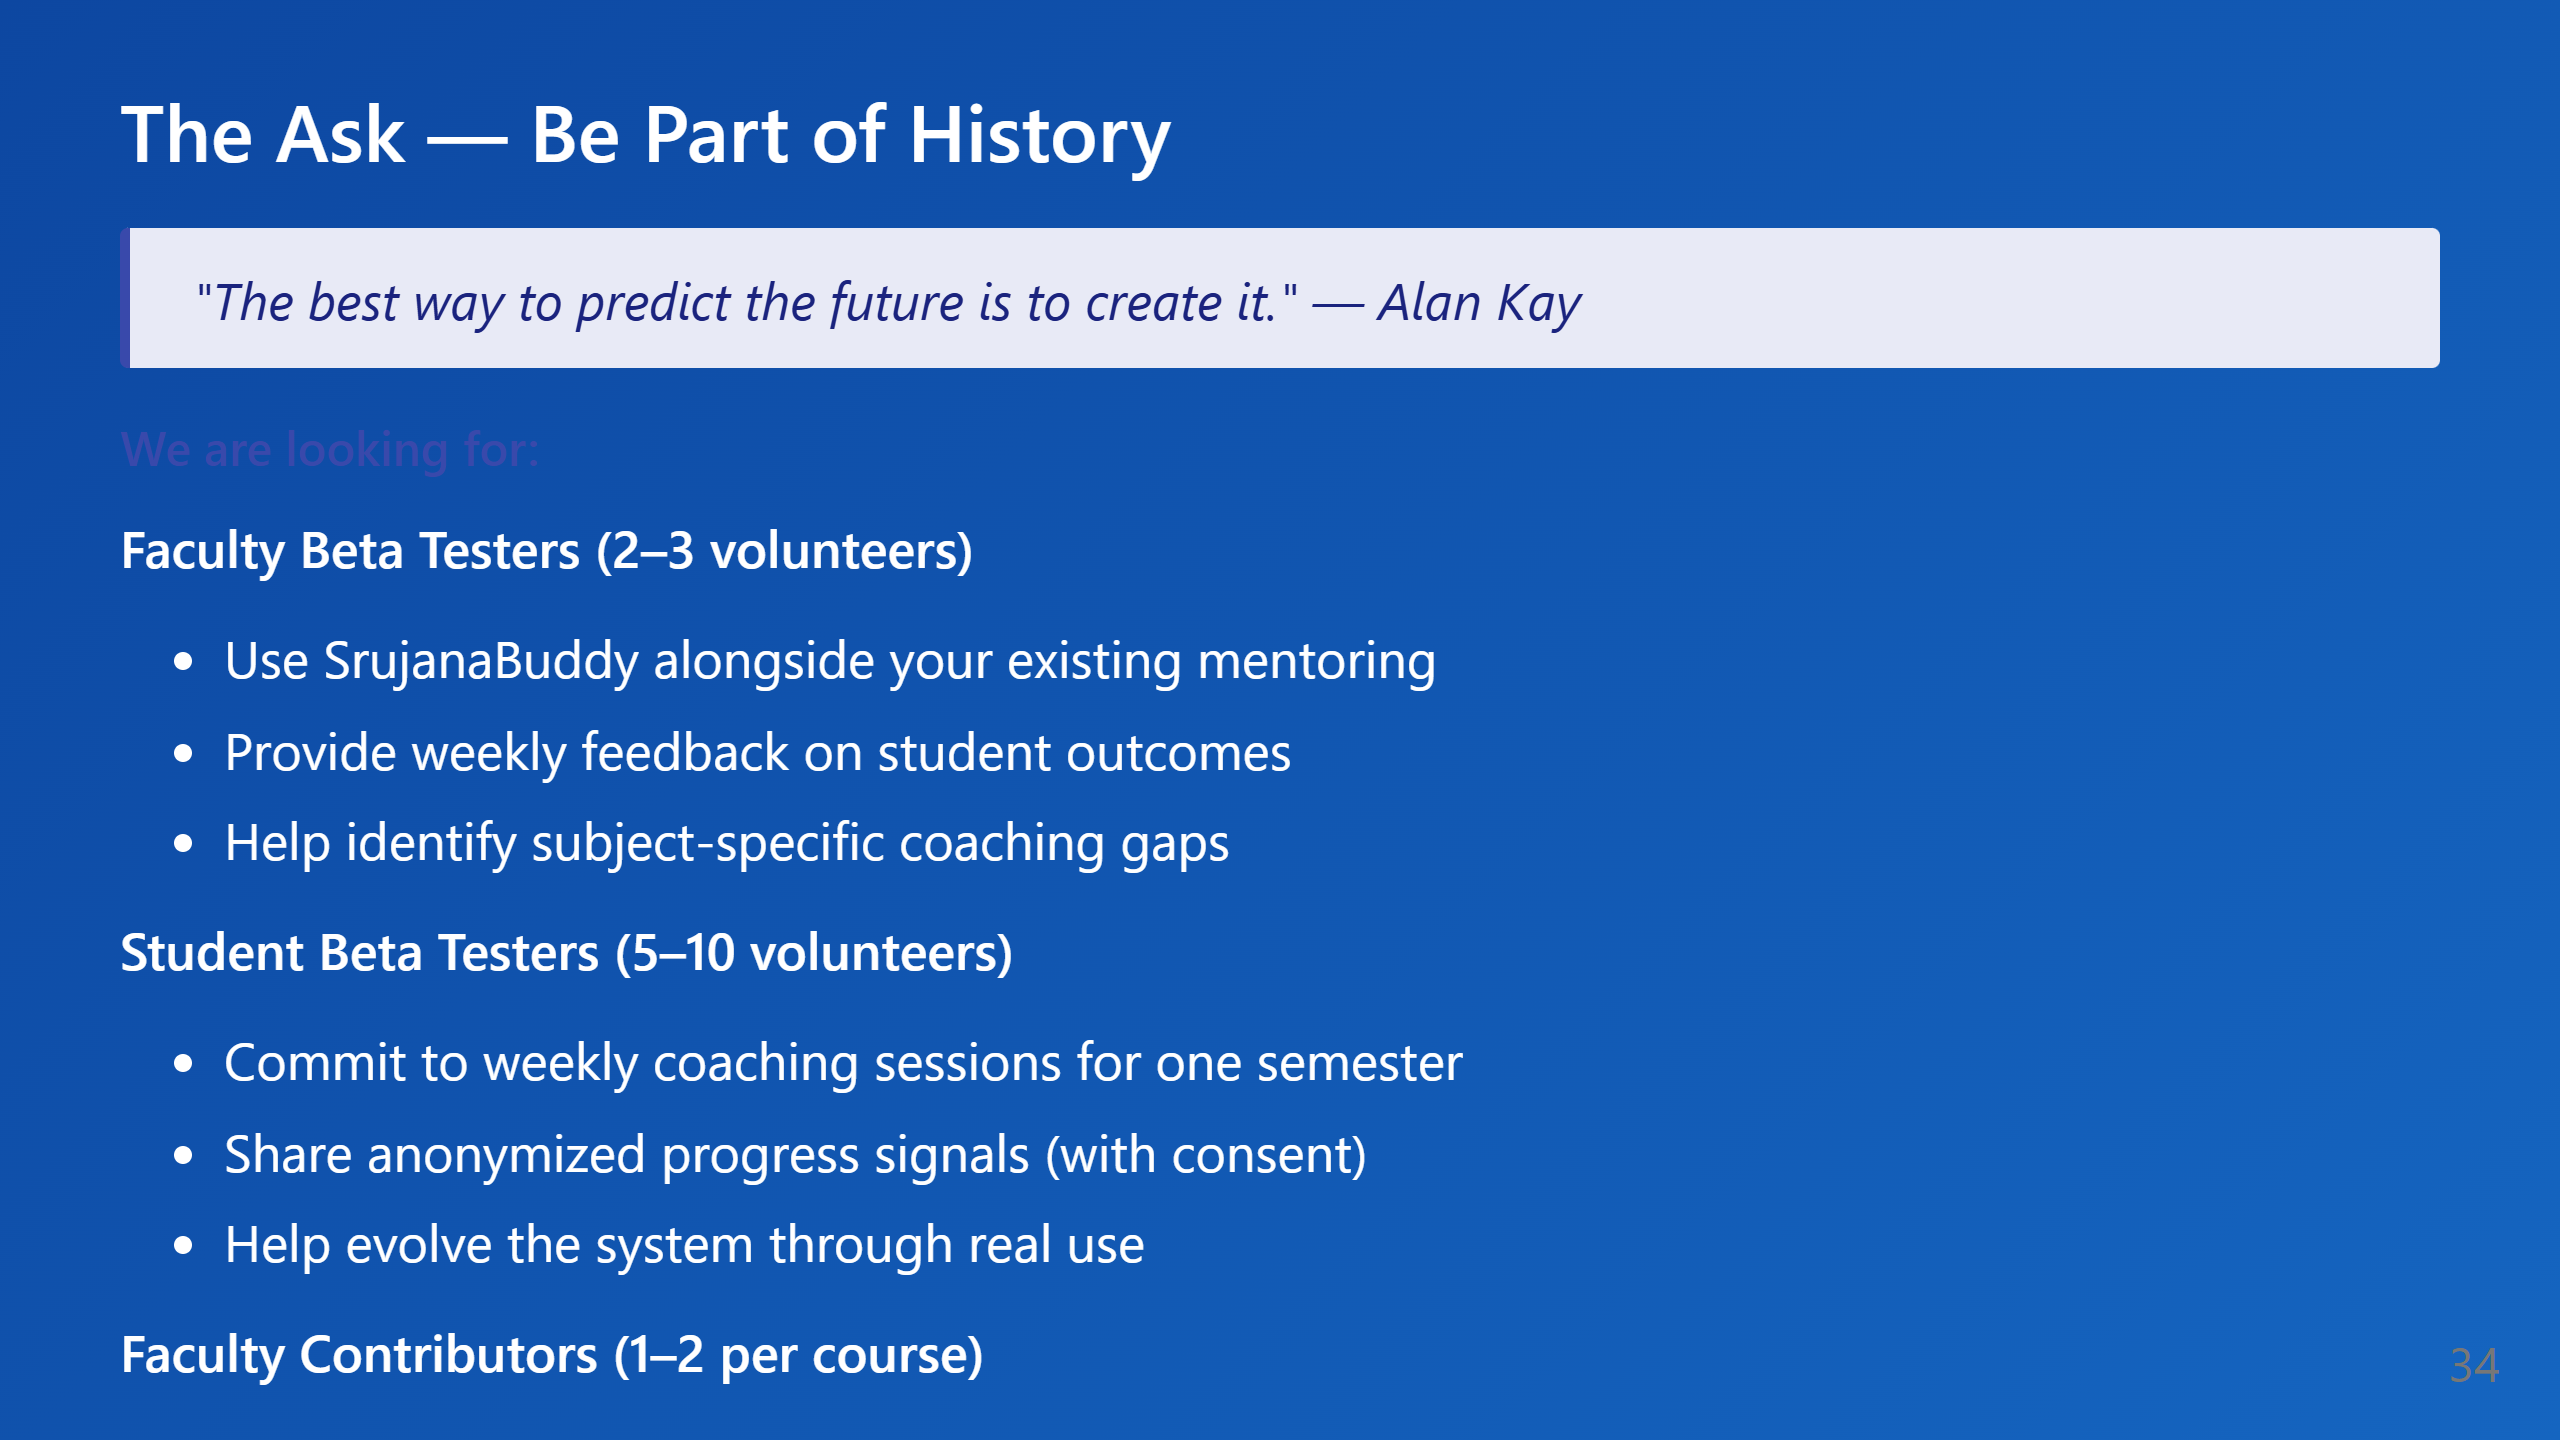 The Ask — Be Part of History
"The best way to predict the future is to create it." — Alan Kay
We are looking for:
Faculty Beta Testers (2–3 volunteers)
• Use SrujanaBuddy alongside your existing mentoring
• Provide weekly feedback on student outcomes
• Help identify subject-specific coaching gaps
Student Beta Testers (5–10 volunteers)
• Commit to weekly coaching sessions for one semester
• Share anonymized progress signals (with consent)
• Help evolve the system through real use
Faculty Contributors (1–2 per course)
34